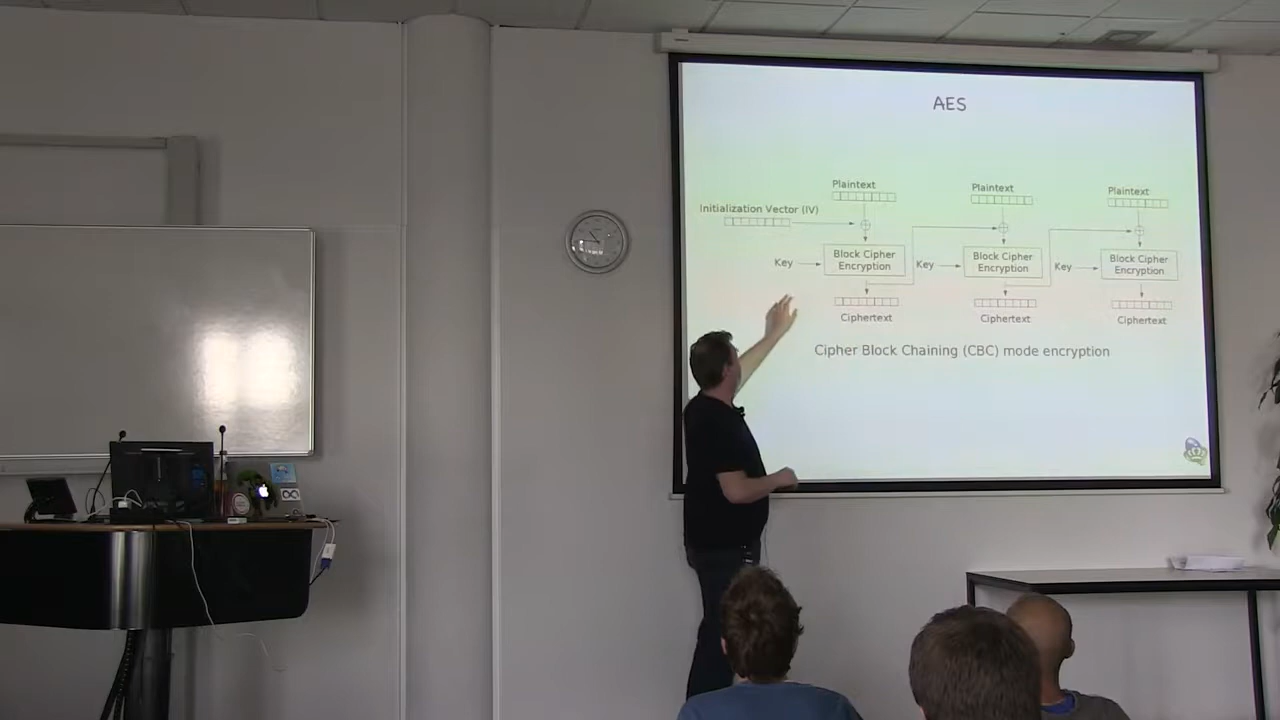 AES
Plaintext Plaintext Plaintext
Initialization Vector (IV)
Key Block Cipher Encryption Key Block Cipher Encryption Key Block Cipher Encryption
Ciphertext Ciphertext Ciphertext
Cipher Block Chaining (CBC) mode encryption